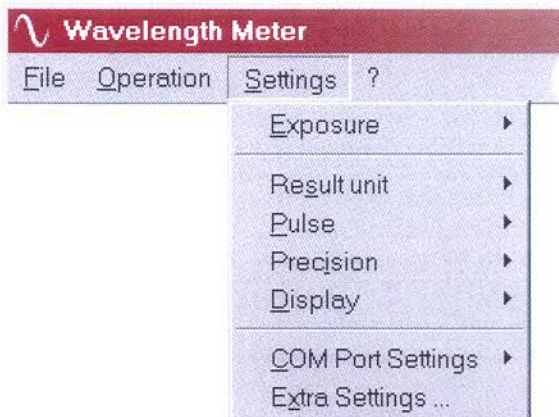 Wavelength Meter
File Operation Settings ?
Exposure
Result unit
Pulse
Precision
Display
COM Port Settings
Extra Settings ...